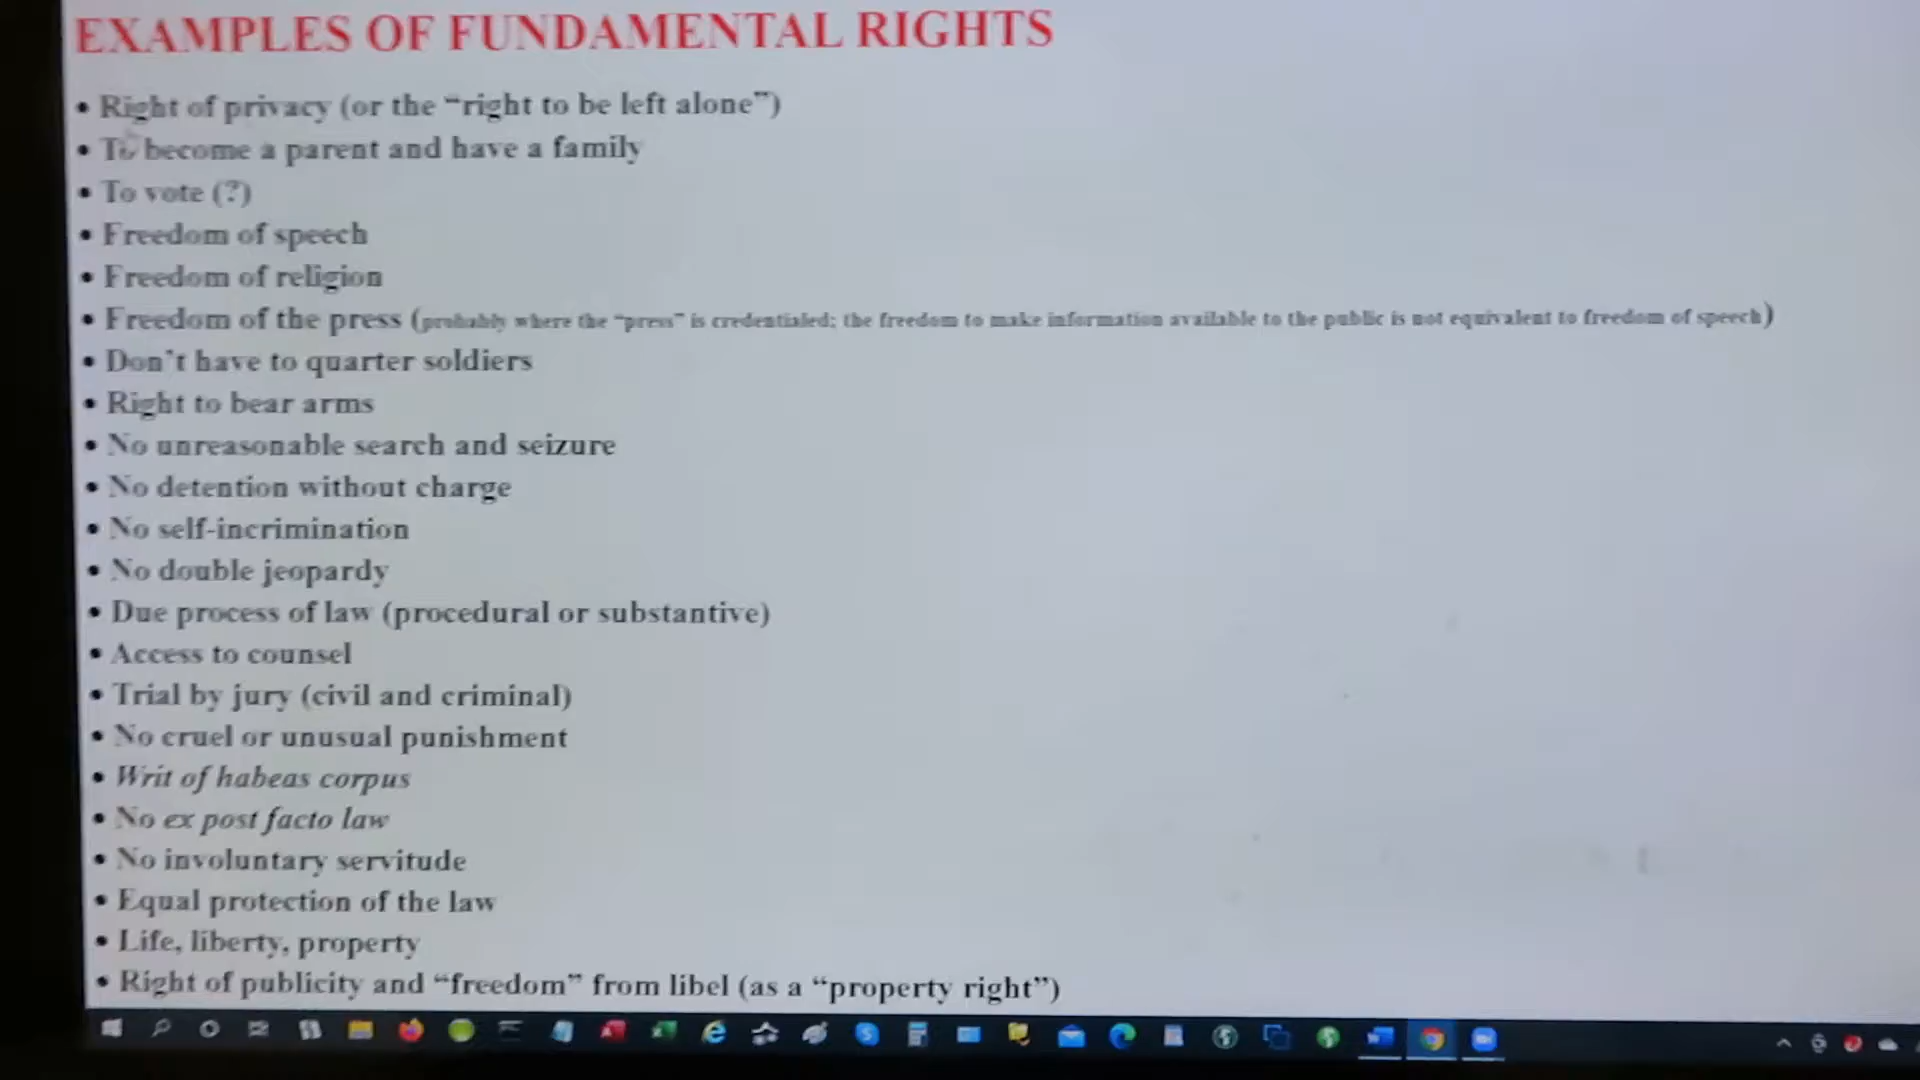 EXAMPLES OF FUNDAMENTAL RIGHTS
• Right of privacy (or the “right to be left alone”)
• To become a parent and have a family
• To vote (?)
• Freedom of speech
• Freedom of religion
• Freedom of the press (probably where the “press” is credentialed; the freedom to make information available to the public is not equivalent to freedom of speech)
• Don’t have to quarter soldiers
• Right to bear arms
• No unreasonable search and seizure
• No detention without charge
• No self-incrimination
• No double jeopardy
• Due process of law (procedural or substantive)
• Access to counsel
• Trial by jury (civil and criminal)
• No cruel or unusual punishment
• Writ of habeas corpus
• No ex post facto law
• No involuntary servitude
• Equal protection of the law
• Life, liberty, property
• Right of publicity and “freedom” from libel (as a “property right”)